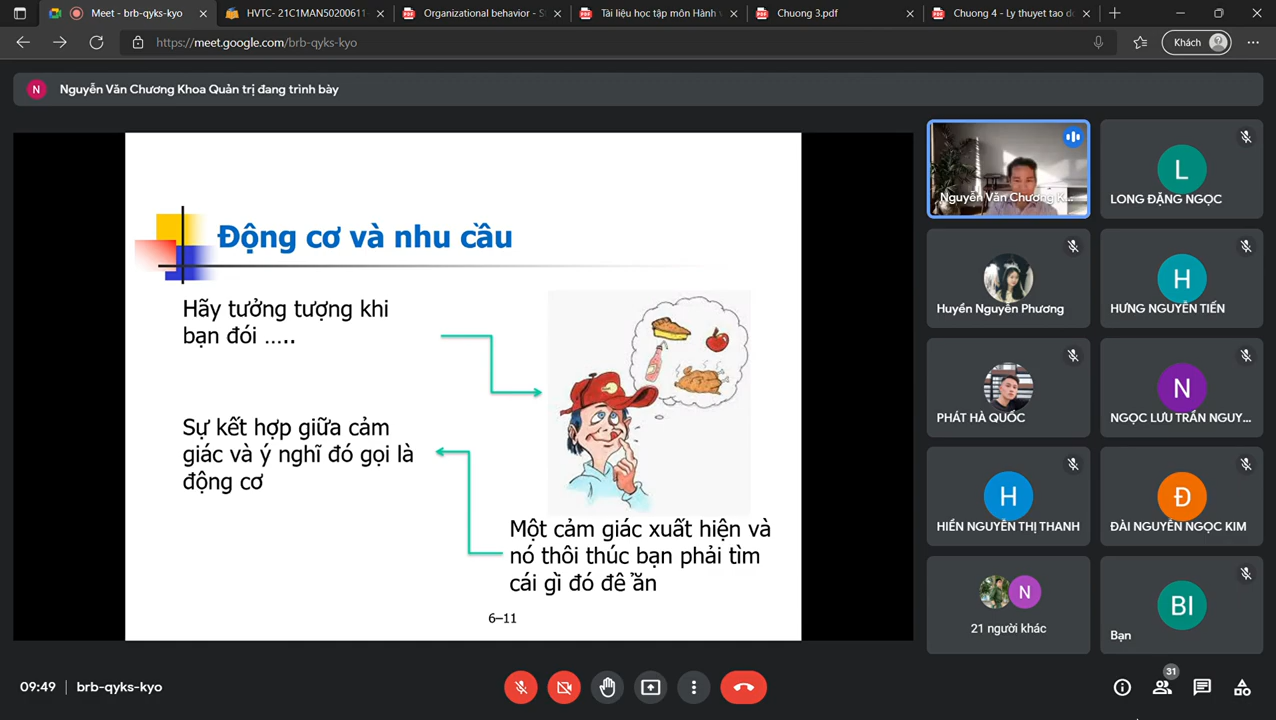 Meet - brb-qyks-kyo
HVTC- 21C1MAN50200611-
Organizational behavior - S
Tài liệu học tập môn Hành v
Chuong 3.pdf
Chuong 4 - Ly thuyet tao đ
https://meet.google.com/brb-qyks-kyo
Khách
N
Nguyễn Văn Chương Khoa Quản trị đang trình bày
Động cơ và nhu cầu
Hãy tưởng tượng khi
bạn đói …..
Sự kết hợp giữa cảm
giác và ý nghĩ đó gọi là
động cơ
Một cảm giác xuất hiện và
nó thôi thúc bạn phải tìm
cái gì đó để ăn
6–11
Nguyễn Văn Chương K...
L
LONG ĐẶNG NGỌC
Huyền Nguyễn Phương
H
HƯNG NGUYỄN TIẾN
PHÁT HÀ QUỐC
N
NGỌC LƯU TRẦN NGUY...
H
HIỀN NGUYỄN THỊ THANH
Đ
ĐÀI NGUYỄN NGỌC KIM
N
21 người khác
BI
Bạn
09:49 | brb-qyks-kyo
31